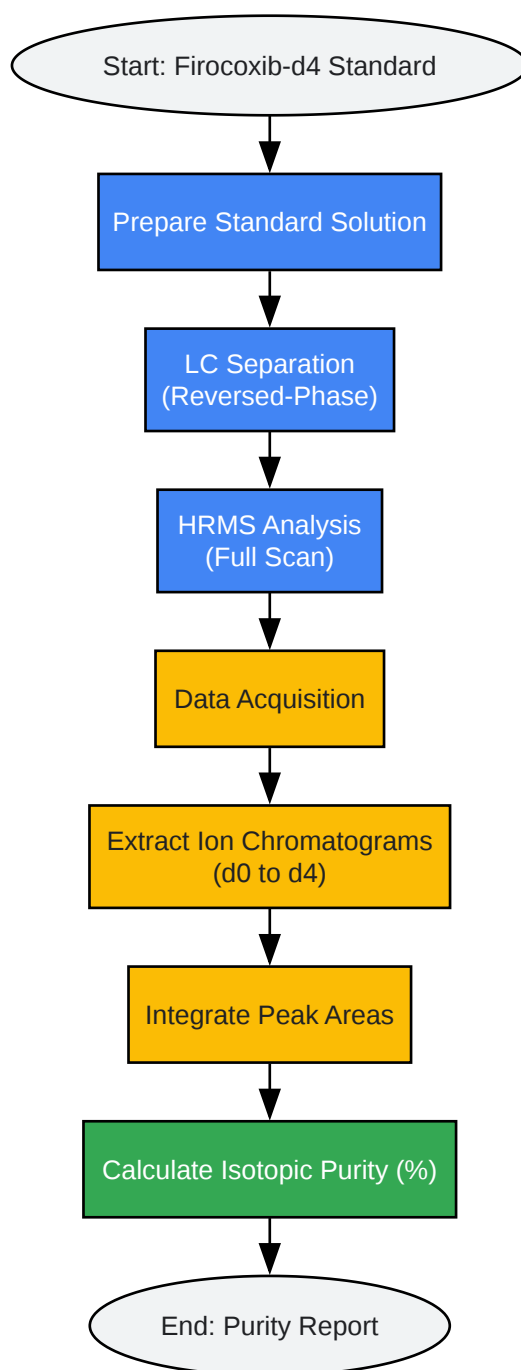 Start: Firocoxib-d4 Standard
Prepare Standard Solution
LC Separation
(Reversed-Phase)
HRMS Analysis
(Full Scan)
Data Acquisition
Extract Ion Chromatograms
(d0 to d4)
Integrate Peak Areas
Calculate Isotopic Purity (%)
End: Purity Report